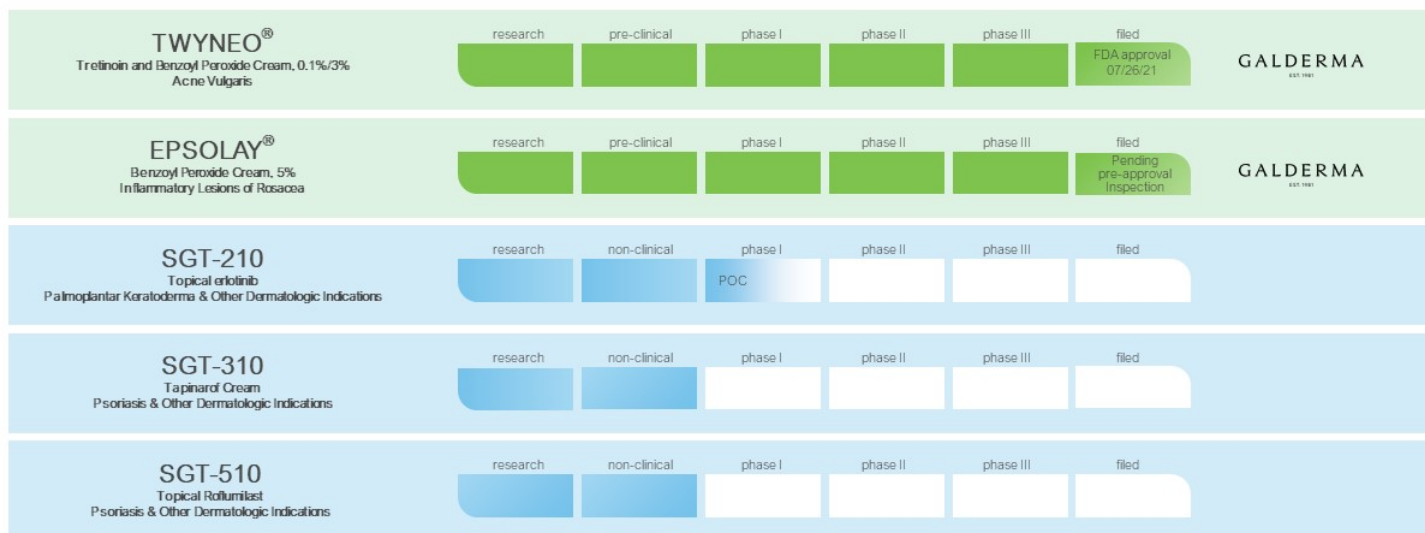 TWYNEO®
Tretinoin and Benzoyl Peroxide Cream, 0.1%/3%
Acne Vulgaris
research pre-clinical phase I phase II phase III filed
FDA approval
07/26/21
GALDERMA
EST. 1981
EPSOLAY®
Benzoyl Peroxide Cream, 5%
Inflammatory Lesions of Rosacea
research pre-clinical phase I phase II phase III filed
Pending
pre-approval
Inspection
GALDERMA
EST. 1981
SGT-210
Topical erlotinib
Palmoplantar Keratoderma & Other Dermatologic Indications
research non-clinical phase I phase II phase III filed
POC
SGT-310
Tapinarof Cream
Psoriasis & Other Dermatologic Indications
research non-clinical phase I phase II phase III filed
SGT-510
Topical Roflumilast
Psoriasis & Other Dermatologic Indications
research non-clinical phase I phase II phase III filed